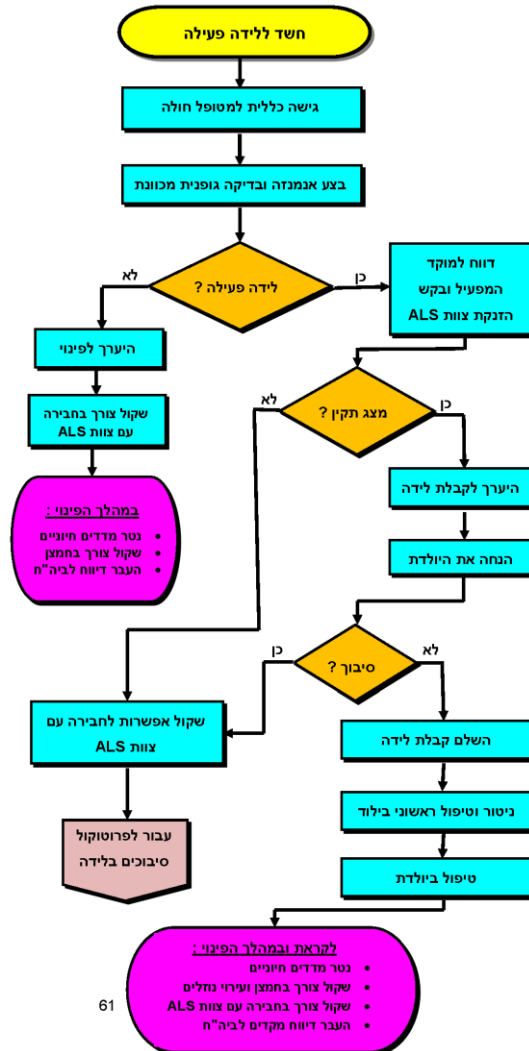 חשד ללידה פעילה
גישה כללית למטופל חולה
בצע אנמנזה ובדיקה גופנית מכוונת
לידה פעילה ?
לא
כן
דווח למוקד
המפעיל ובקש
הזנקת צוות ALS
היערך לפינוי
שקול צורך בחבירה
עם צוות ALS
במהלך הפינוי :
• נטר מדדים חיוניים
• שקול צורך בחמצן
• העבר דיווח לביה"ח
מצג תקין ?
לא
כן
היערך לקבלת לידה
הנחה את היולדת
סיבוך ?
כן
לא
שקול אפשרות לחבירה עם
צוות ALS
עבור לפרוטוקול
סיבוכים בלידה
השלם קבלת לידה
ניטור וטיפול ראשוני בילוד
טיפול ביולדת
לקראת ובמהלך הפינוי :
• נטר מדדים חיוניים
• שקול צורך בחמצן ועירוי נוזלים
• שקול צורך בחבירה עם צוות ALS
• העבר דיווח מקדים לביה"ח
61